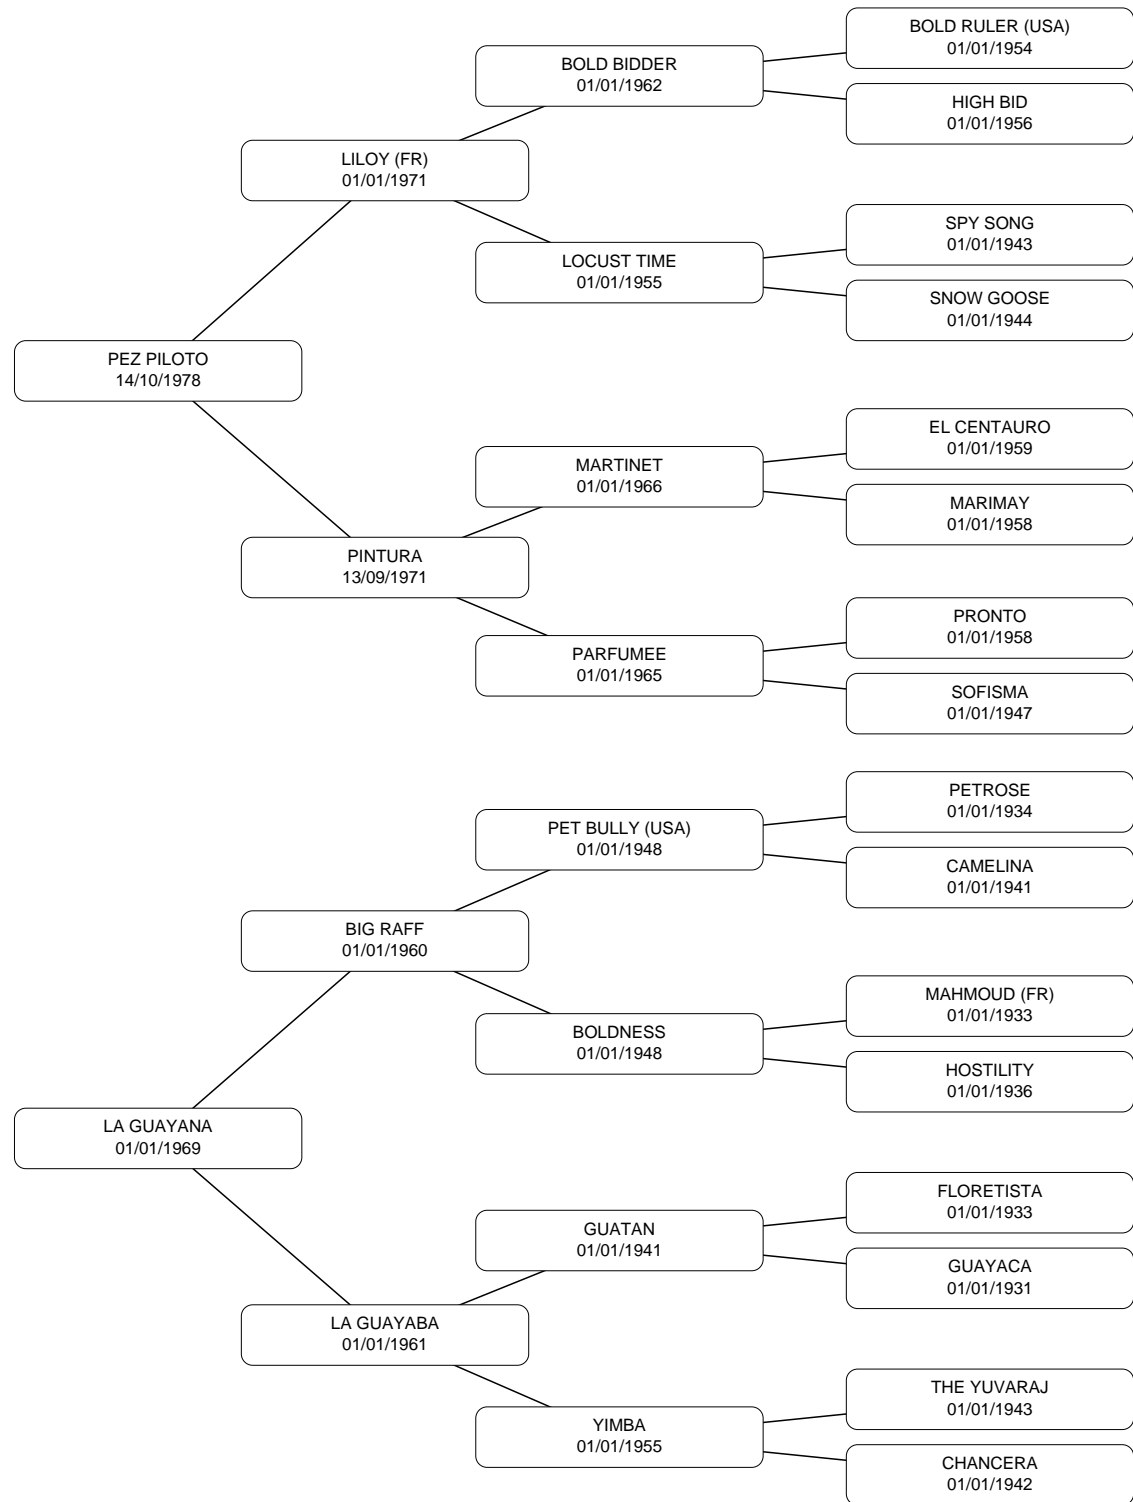 BOLD RULER (USA)
01/01/1954
BOLD BIDDER
01/01/1962
HIGH BID
01/01/1956
LILOY (FR)
01/01/1971
SPY SONG
01/01/1943
LOCUST TIME
01/01/1955
SNOW GOOSE
01/01/1944
PEZ PILOTO
14/10/1978
EL CENTAURO
01/01/1959
MARTINET
01/01/1966
MARIMAY
01/01/1958
PINTURA
13/09/1971
PRONTO
01/01/1958
PARFUMEE
01/01/1965
SOFISMA
01/01/1947
PETROSE
01/01/1934
PET BULLY (USA)
01/01/1948
CAMELINA
01/01/1941
BIG RAFF
01/01/1960
MAHMOUD (FR)
01/01/1933
BOLDNESS
01/01/1948
HOSTILITY
01/01/1936
LA GUAYANA
01/01/1969
FLORETISTA
01/01/1933
GUATAN
01/01/1941
GUAYACA
01/01/1931
LA GUAYABA
01/01/1961
THE YUVARAJ
01/01/1943
YIMBA
01/01/1955
CHANCERA
01/01/1942